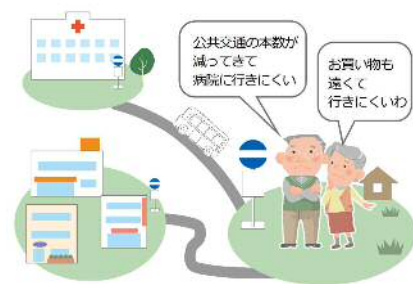 公共交通の本数が
減ってきて
病院に行きにくい
お買い物も
遠くて
行きにくいわ